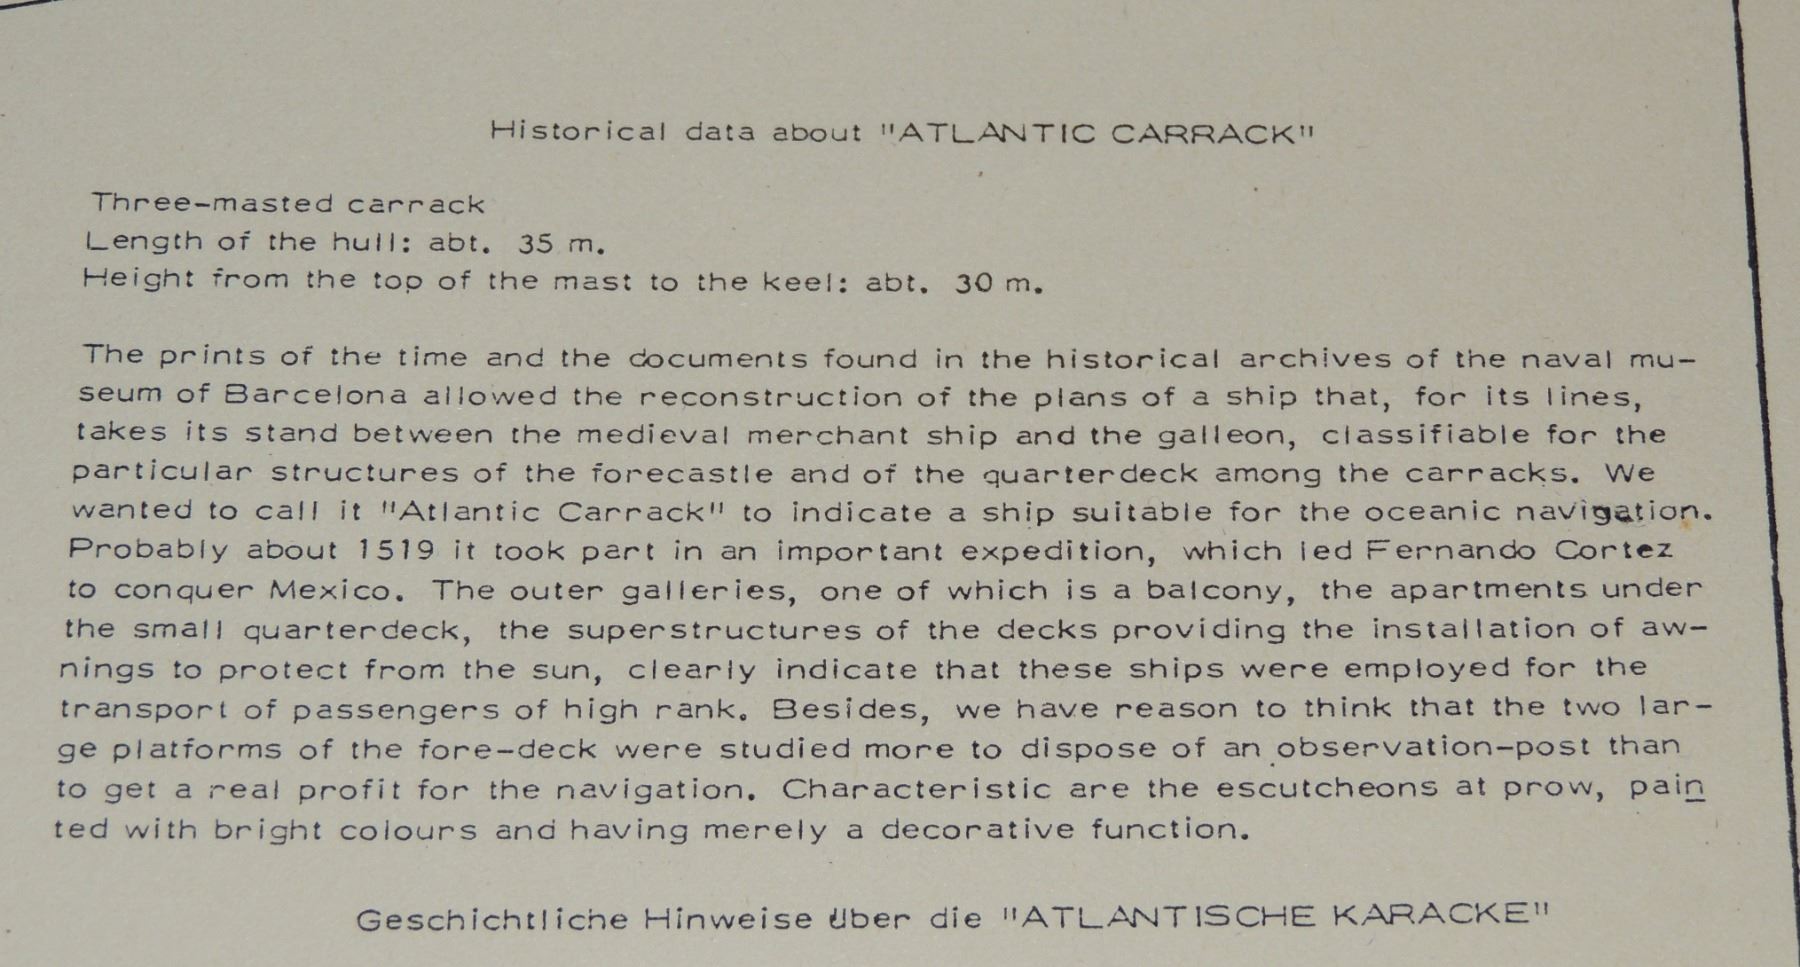 Historical data about "ATLANTIC CARRACK"
Three-masted carrack
Length of the hull: abt. 35 m.
Height from the top of the mast to the keel: abt. 30 m.
The prints of the time and the documents found in the historical archives of the naval mu-
seum of Barcelona allowed the reconstruction of the plans of a ship that, for its lines,
takes its stand between the medieval merchant ship and the galleon, classifiable for the
particular structures of the forecastle and of the quarterdeck among the carracks. We
wanted to call it "Atlantic Carrack" to indicate a ship suitable for the oceanic navigation.
Probably about 1519 it took part in an important expedition, which led Fernando Cortez
to conquer Mexico. The outer galleries, one of which is a balcony, the apartments under
the small quarterdeck, the superstructures of the decks providing the installation of aw-
nings to protect from the sun, clearly indicate that these ships were employed for the
transport of passengers of high rank. Besides, we have reason to think that the two lar-
ge platforms of the fore-deck were studied more to dispose of an observation-post than
to get a real profit for the navigation. Characteristic are the escutcheons at prow, pain
ted with bright colours and having merely a decorative function.
Geschichtliche Hinweise über die "ATLANTISCHE KARACKE"